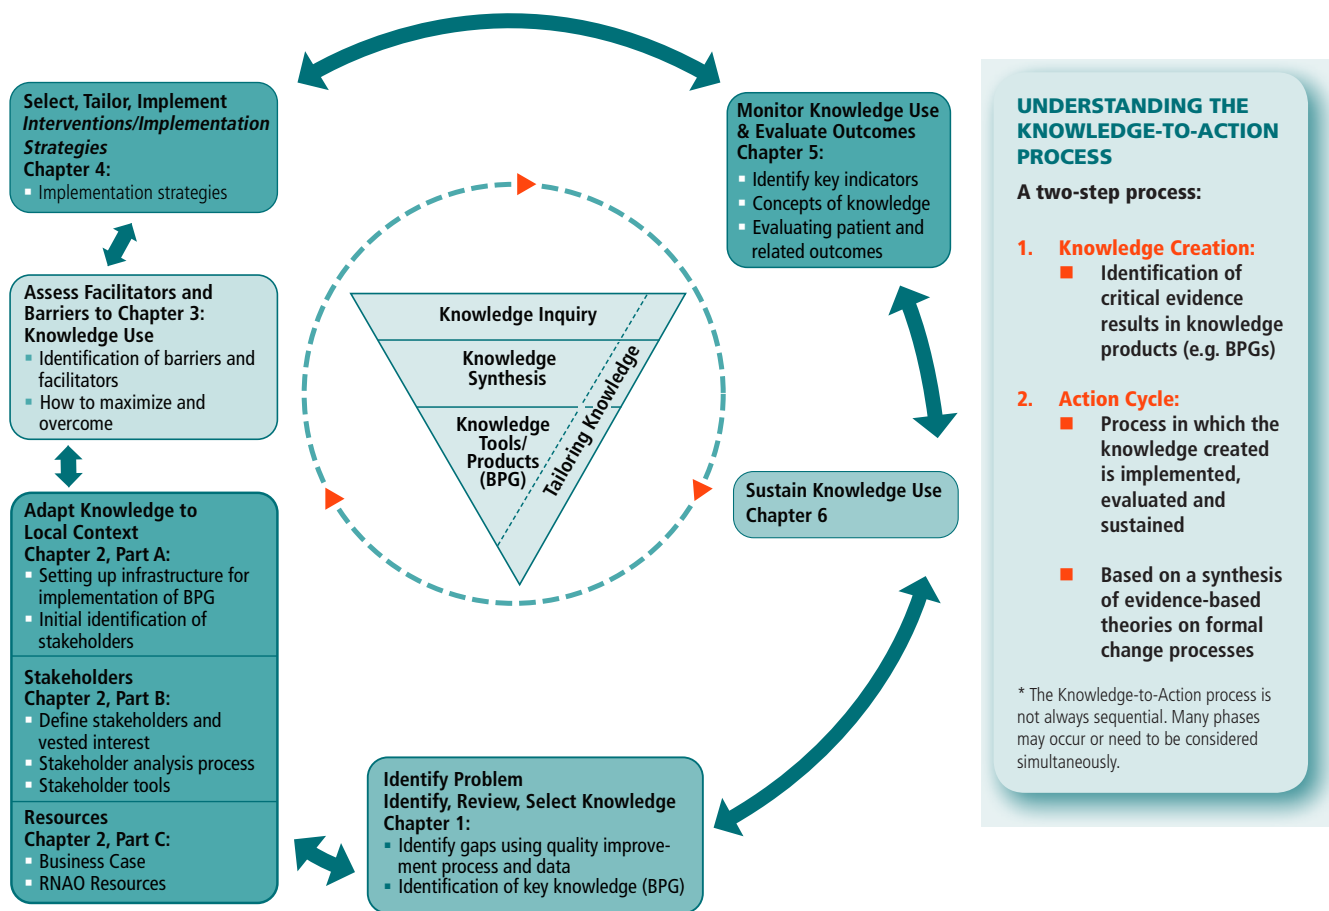 Select, Tailor, Implement
Interventions/Implementation
Strategies
Chapter 4:
▪ Implementation strategies
Assess Facilitators and
Barriers to Chapter 3:
Knowledge Use
▪ Identification of barriers and
facilitators
▪ How to maximize and
overcome
Adapt Knowledge to
Local Context
Chapter 2, Part A:
▪ Setting up infrastructure for
implementation of BPG
▪ Initial identification of
stakeholders
Stakeholders
Chapter 2, Part B:
▪ Define stakeholders and
vested interest
▪ Stakeholder analysis process
▪ Stakeholder tools
Resources
Chapter 2, Part C:
▪ Business Case
▪ RNAO Resources
Knowledge Inquiry
Knowledge
Synthesis
Knowledge
Tools/
Products
(BPG)
Tailoring Knowledge
Identify Problem
Identify, Review, Select Knowledge
Chapter 1:
▪ Identify gaps using quality improve-
ment process and data
▪ Identification of key knowledge (BPG)
Monitor Knowledge Use
& Evaluate Outcomes
Chapter 5:
▪ Identify key indicators
▪ Concepts of knowledge
▪ Evaluating patient and
related outcomes
Sustain Knowledge Use
Chapter 6
UNDERSTANDING THE
KNOWLEDGE-TO-ACTION
PROCESS
A two-step process:
1. Knowledge Creation:
■ Identification of
critical evidence
results in knowledge
products (e.g. BPGs)
2. Action Cycle:
■ Process in which the
knowledge created
is implemented,
evaluated and
sustained
■ Based on a synthesis
of evidence-based
theories on formal
change processes
* The Knowledge-to-Action process is
not always sequential. Many phases
may occur or need to be considered
simultaneously.